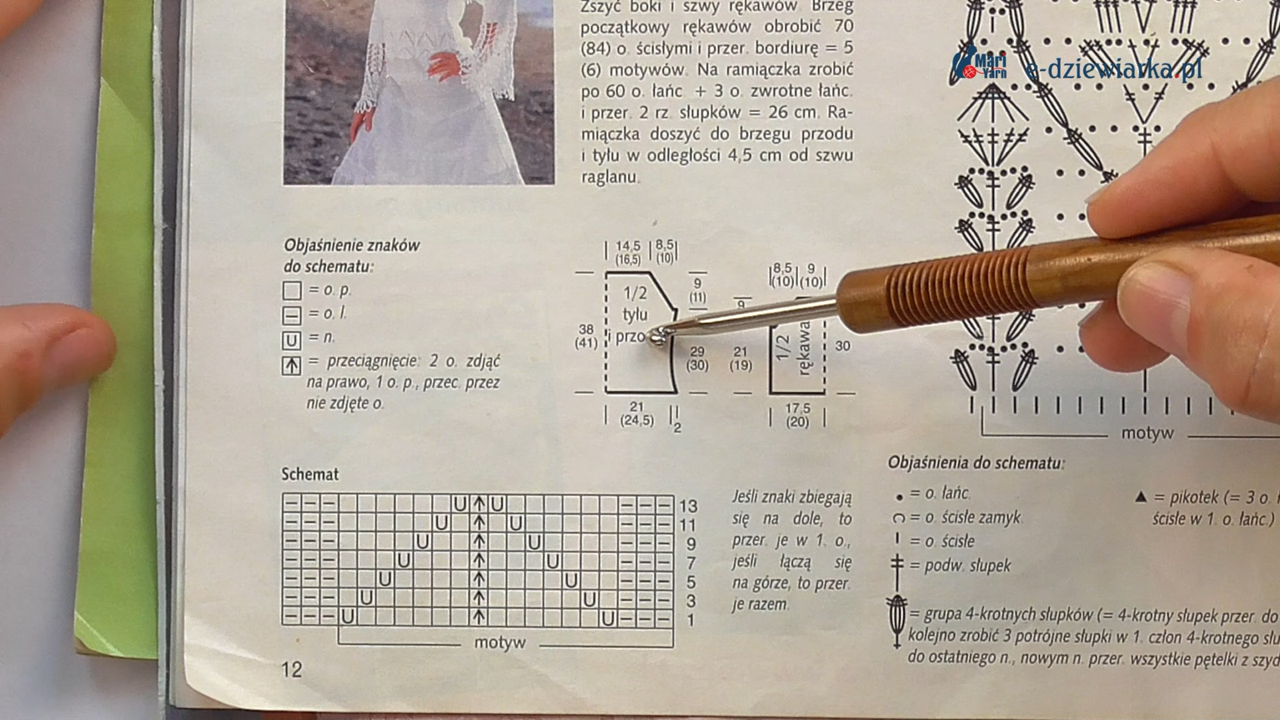 Zszyć boki i szwy rękawów. Brzeg
początkowy rękawów obrobić 70
(84) o. ścisłymi i przer. bordiurę = 5
(6) motywów. Na ramiączka zrobić
po 60 o. łańc. + 3 o. zwrotne łańc.
i przer. 2 rz. słupków = 26 cm. Ra-
miączka doszyć do brzegu przodu
i tyłu w odległości 4,5 cm od szwu
raglanu.
Mari
Yarn
e-dziewiarka.pl
Objaśnienie znaków
do schematu:
= o. p.
= o. l.
U = n.
= przeciągnięcie: 2 o. zdjąć
na prawo, 1 o. p., przec. przez
nie zdjęte o.
14,5 8,5
(16,5) (10)
1/2
tyłu
i przo
38
(41)
9
(11)
29
(30)
21
(24,5)
2
8,5 9
(10) (10)
9
21
(19)
1/2
rękawa
30
17,5
(20)
motyw
Schemat
13
11
9
7
5
3
1
motyw
Jeśli znaki zbiegają
się na dole, to
przer. je w 1. o.,
jeśli łączą się
na górze, to przer.
je razem.
Objaśnienia do schematu:
• = o. łańc.
= o. ścisłe zamyk.
= o. ścisłe
= podw. słupek
= grupa 4-krotnych słupków (= 4-krotny słupek przer. do
kolejno zrobić 3 potrójne słupki w 1. człon 4-krotnego
do ostatniego n., nowym n. przer. wszystkie pętelki z
▲ = pikotek (= 3 o.
ścisłe w 1. o. łańc.)
12